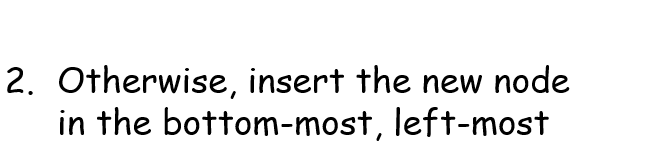 2. Otherwise, insert the new node
in the bottom-most, left-most